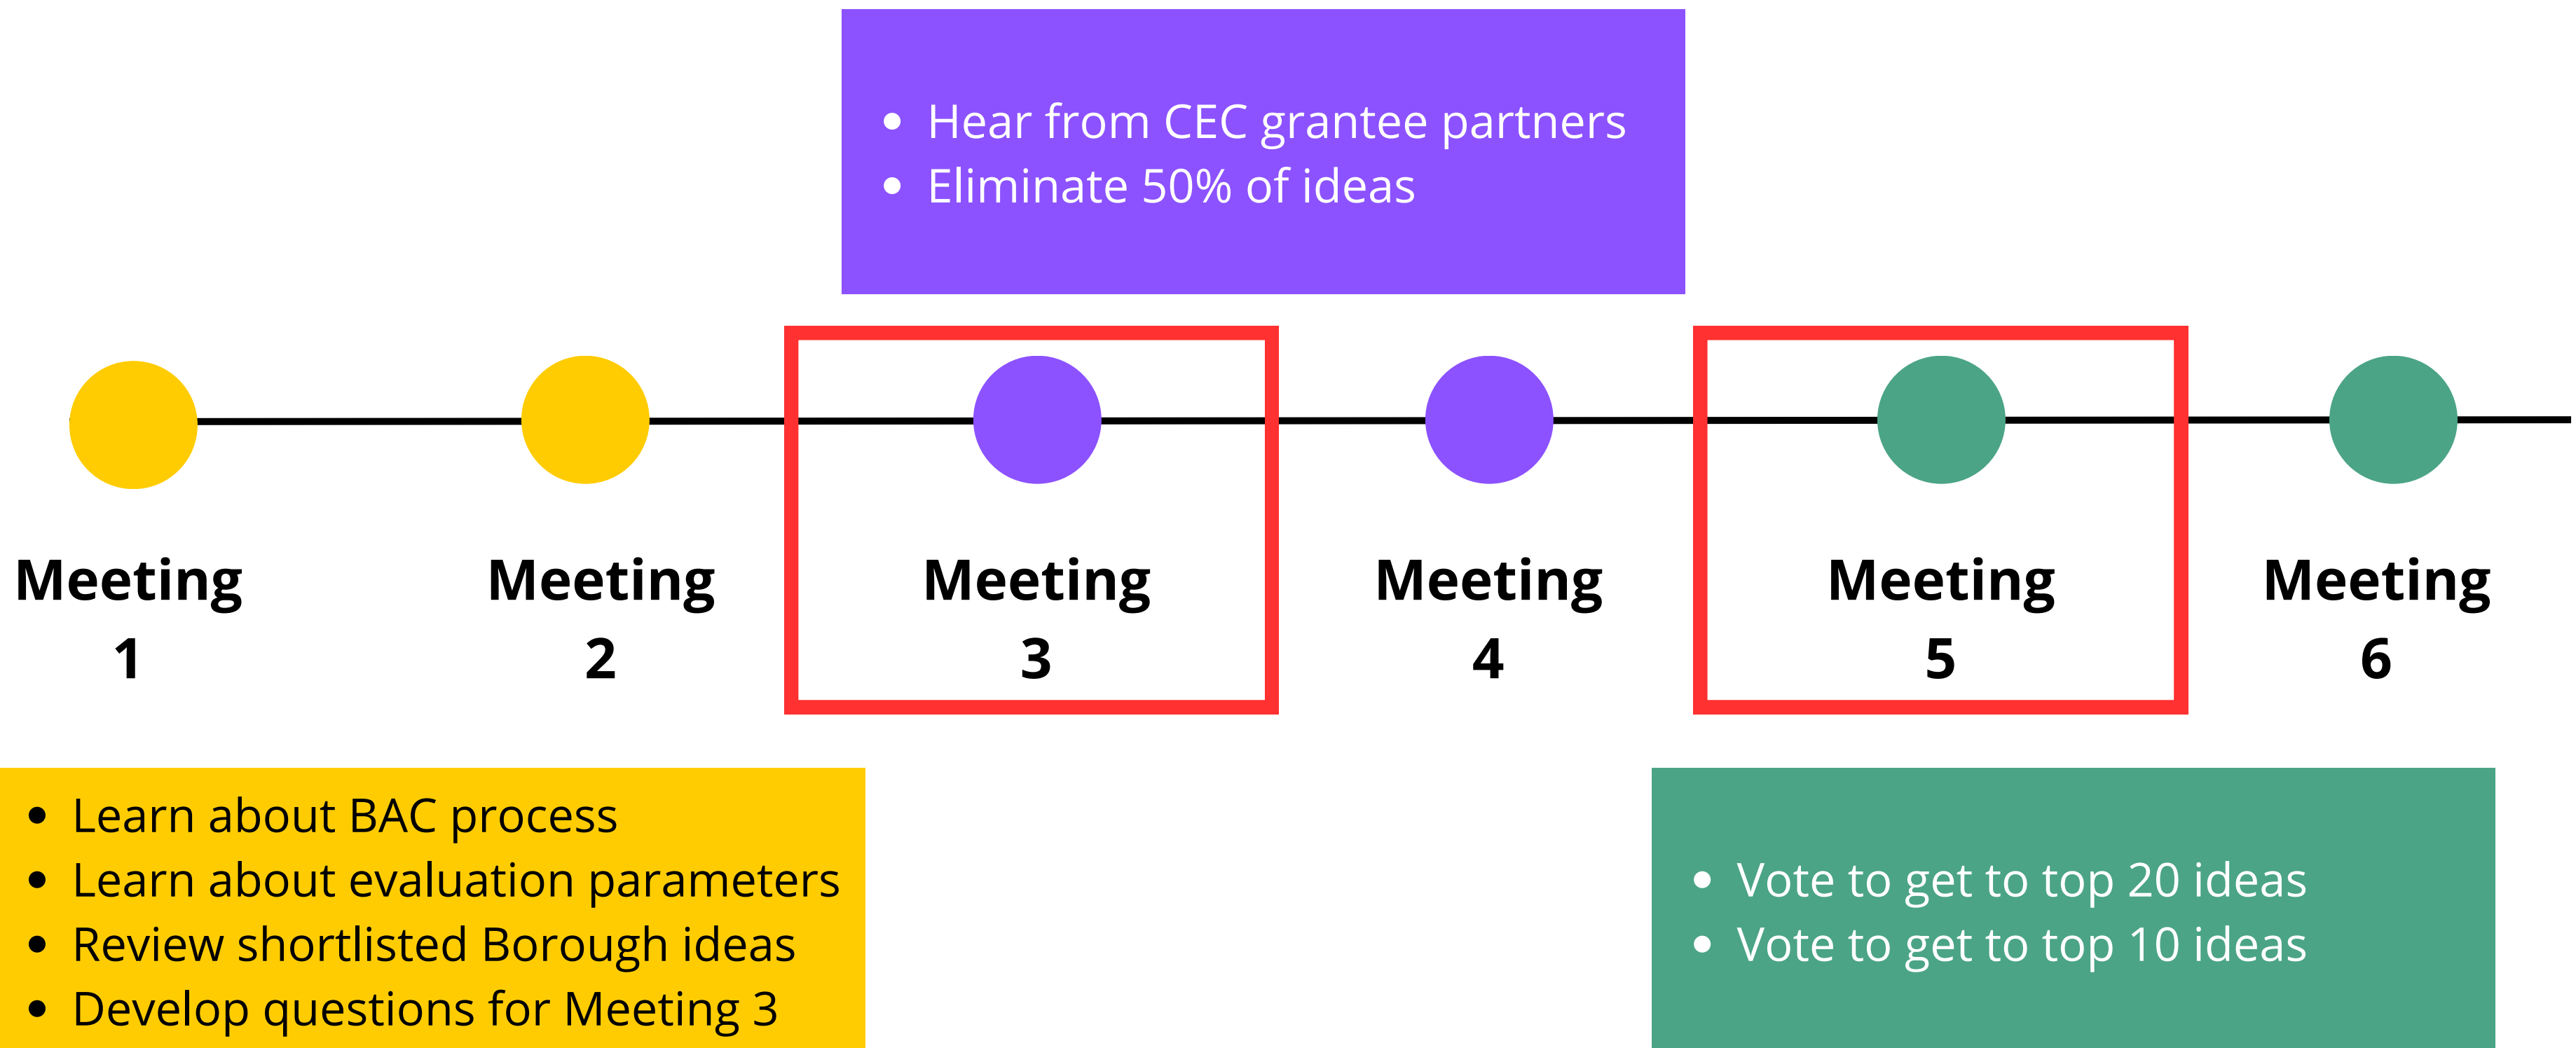 Hear from CEC grantee partners
Eliminate 50% of ideas
Meeting
1
Meeting
2
Meeting
3
Meeting
4
Meeting
5
Meeting
6
Learn about BAC process
Learn about evaluation parameters
Review shortlisted Borough ideas
Develop questions for Meeting 3
Vote to get to top 20 ideas
Vote to get to top 10 ideas